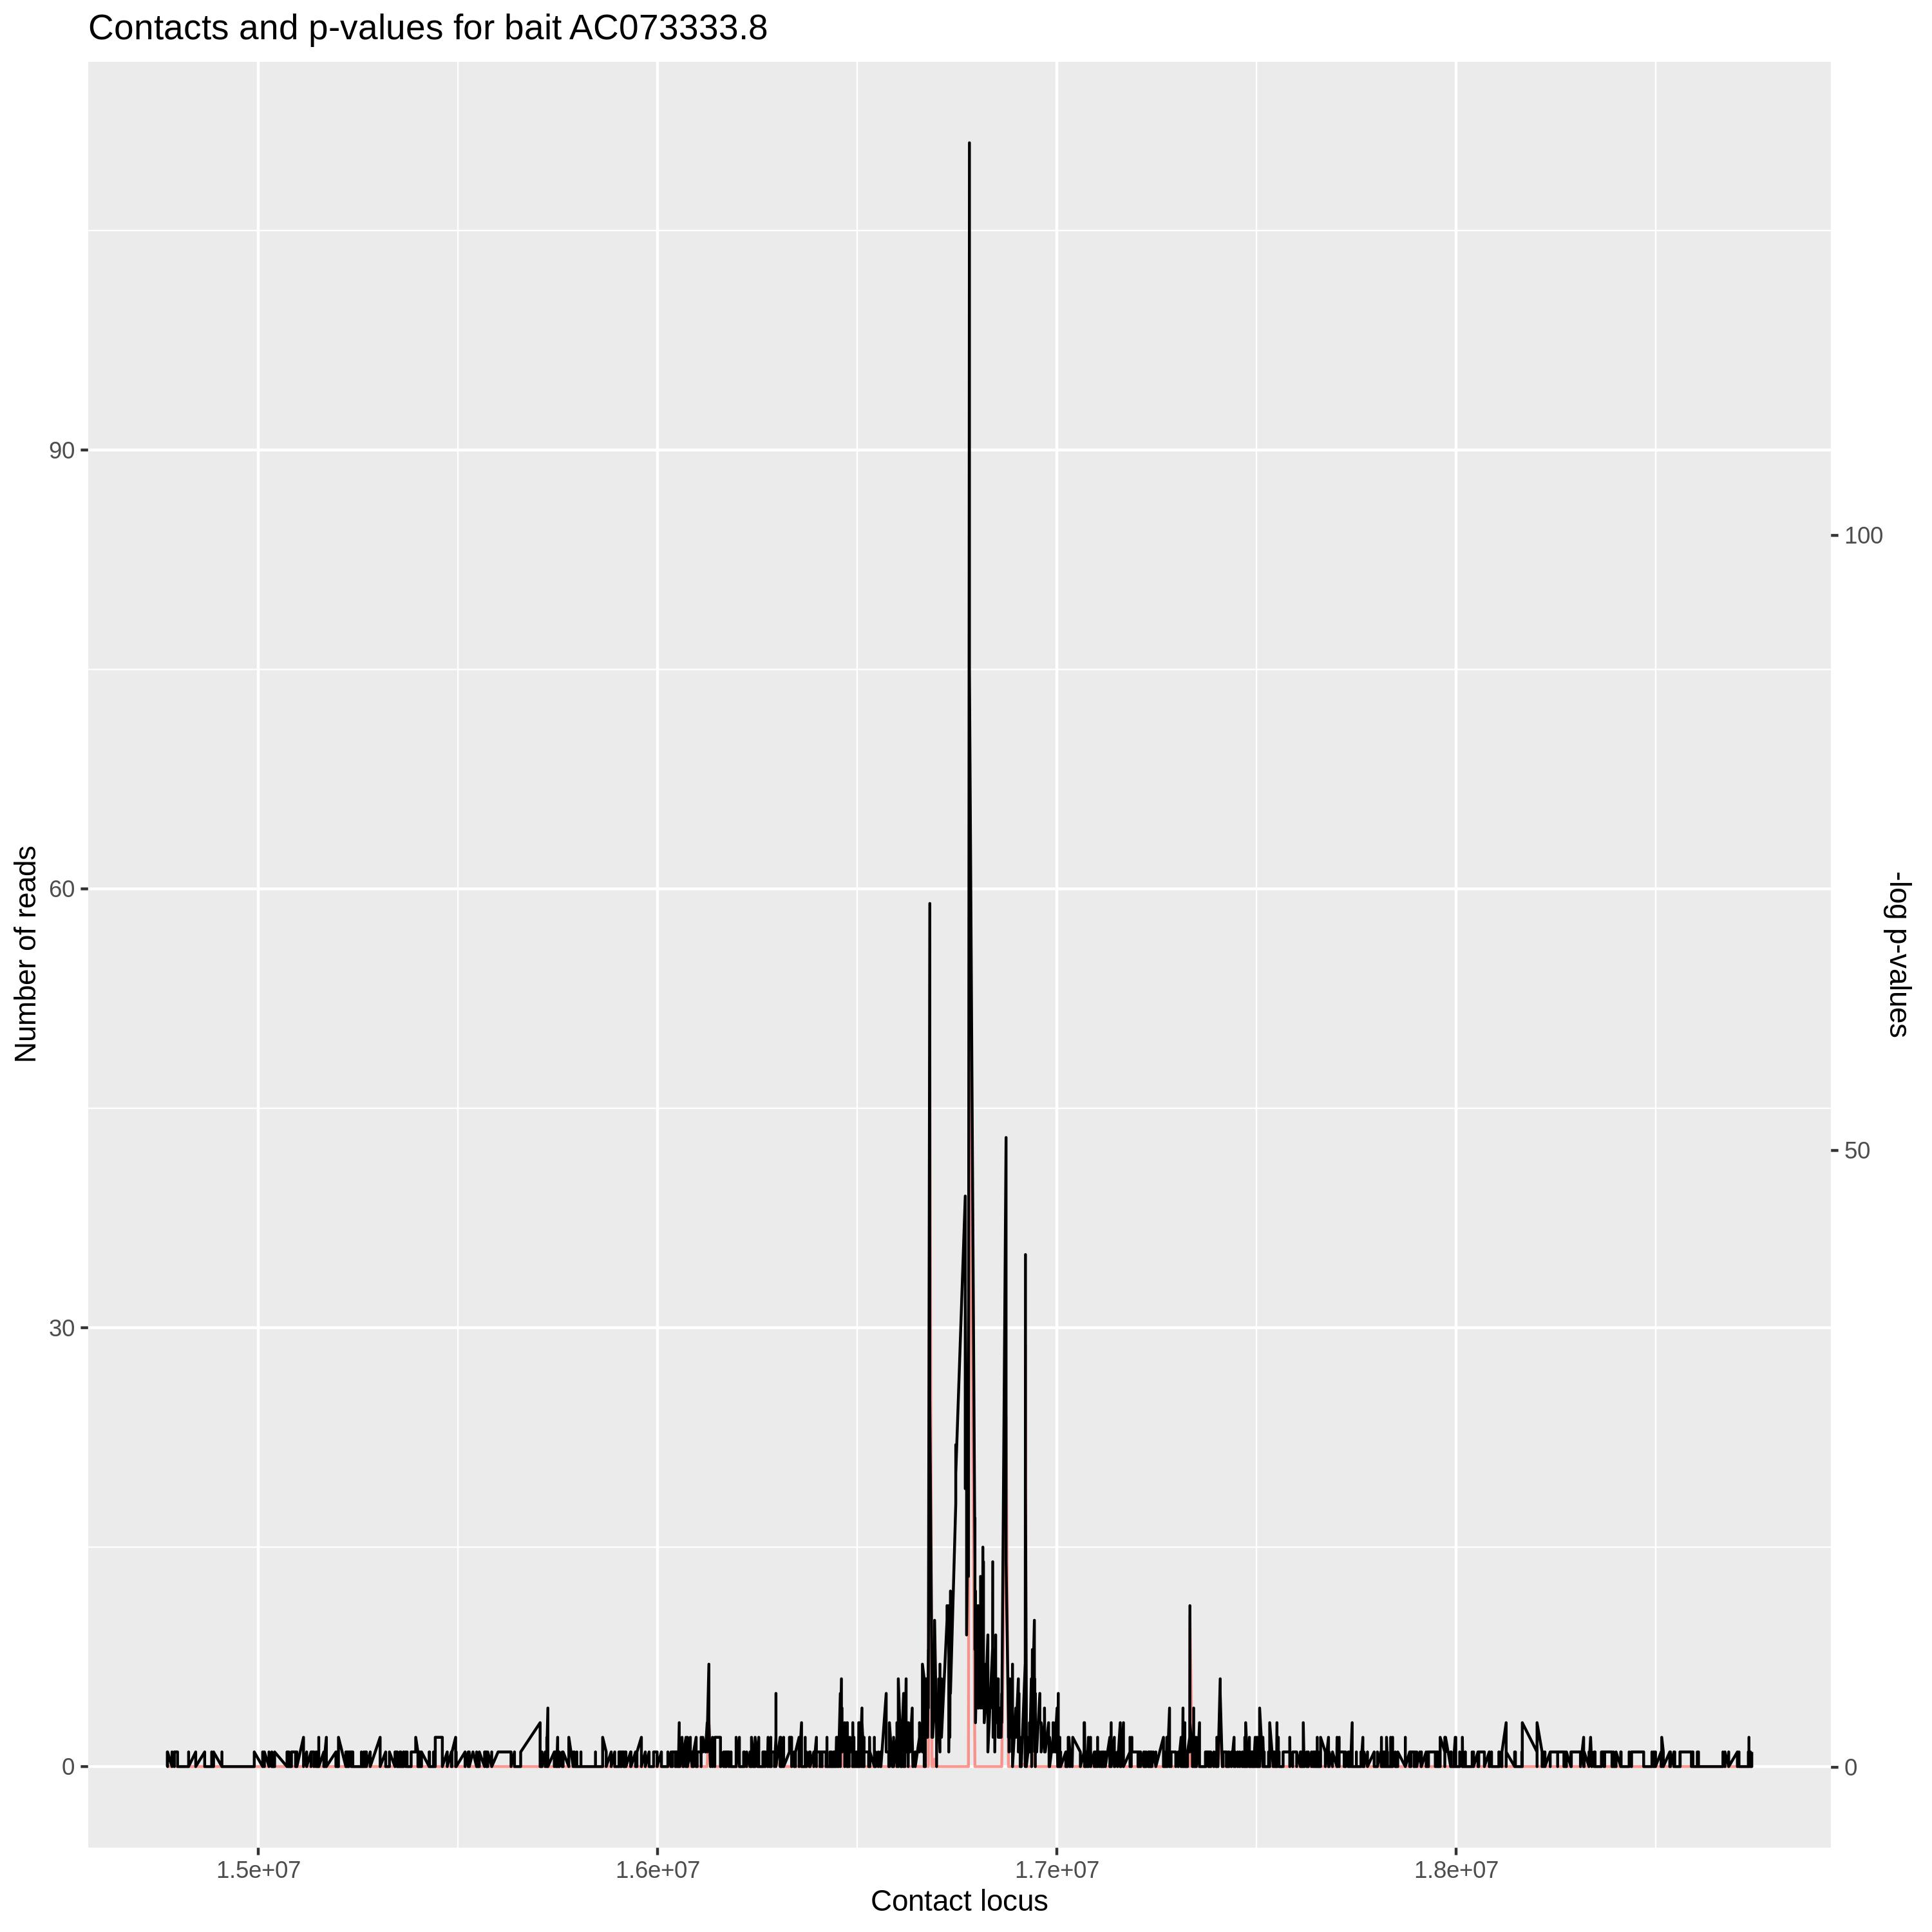 Contacts and p-values for bait AC073333.8
Number of reads
90
60
30
0
100
50
0
-log p-values
1.5e+07
1.6e+07
1.7e+07
1.8e+07
Contact locus